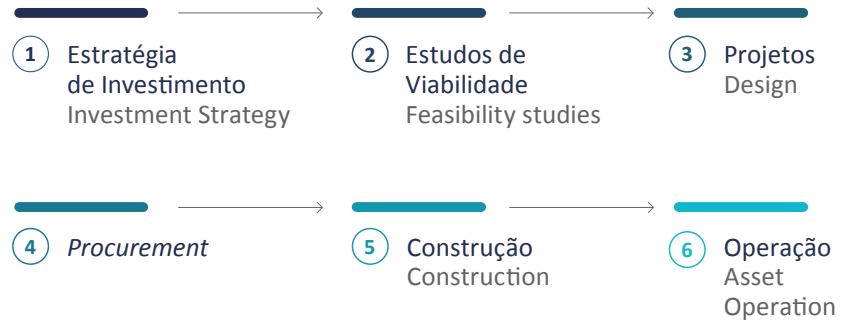 1
Estratégia
de Investimento
Investment Strategy
2
Estudos de
Viabilidade
Feasibility studies
3
Projetos
Design
4
Procurement
5
Construção
Construction
6
Operação
Asset
Operation